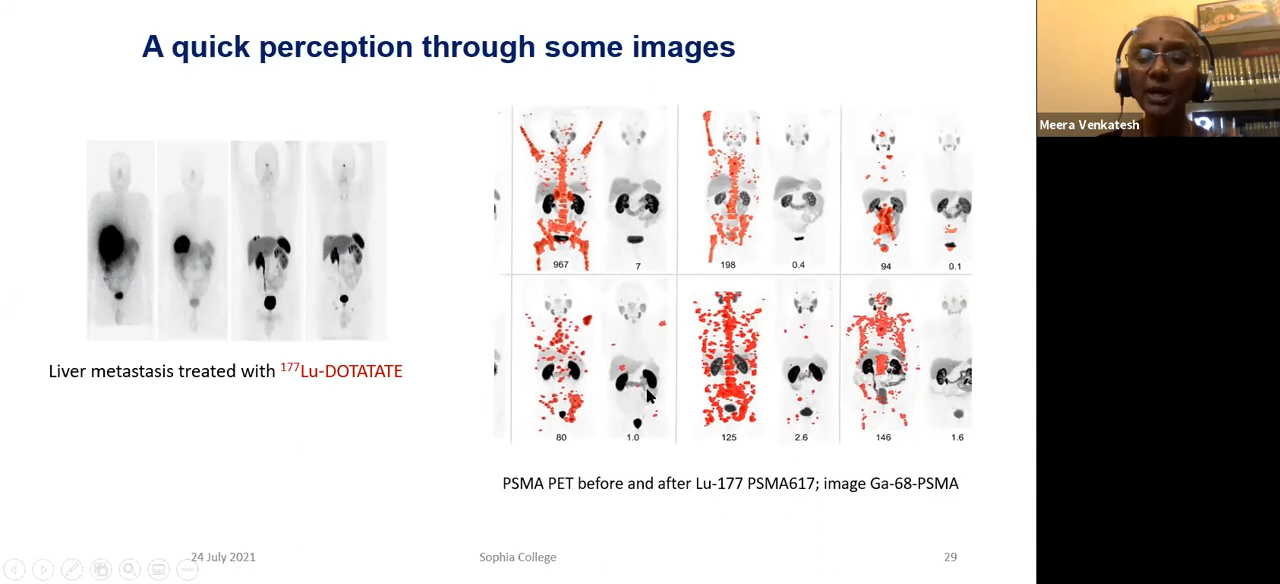 A quick perception through some images
Meera Venkatesh
967
7
198
0.4
94
0.1
80
1.0
125
2.6
146
1.6
Liver metastasis treated with ¹⁷⁷Lu-DOTATATE
PSMA PET before and after Lu-177 PSMA617; image Ga-68-PSMA
24 July 2021
Sophia College
29